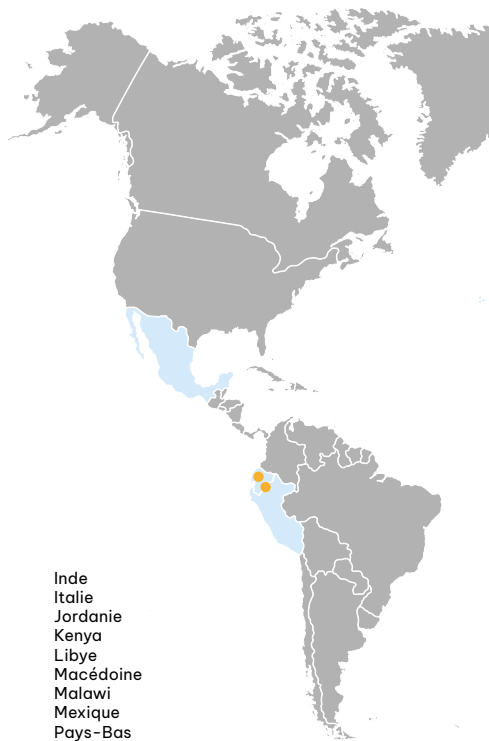 Inde
Italie
Jordanie
Kenya
Libye
Macédoine
Malawi
Mexique
Pays-Bas